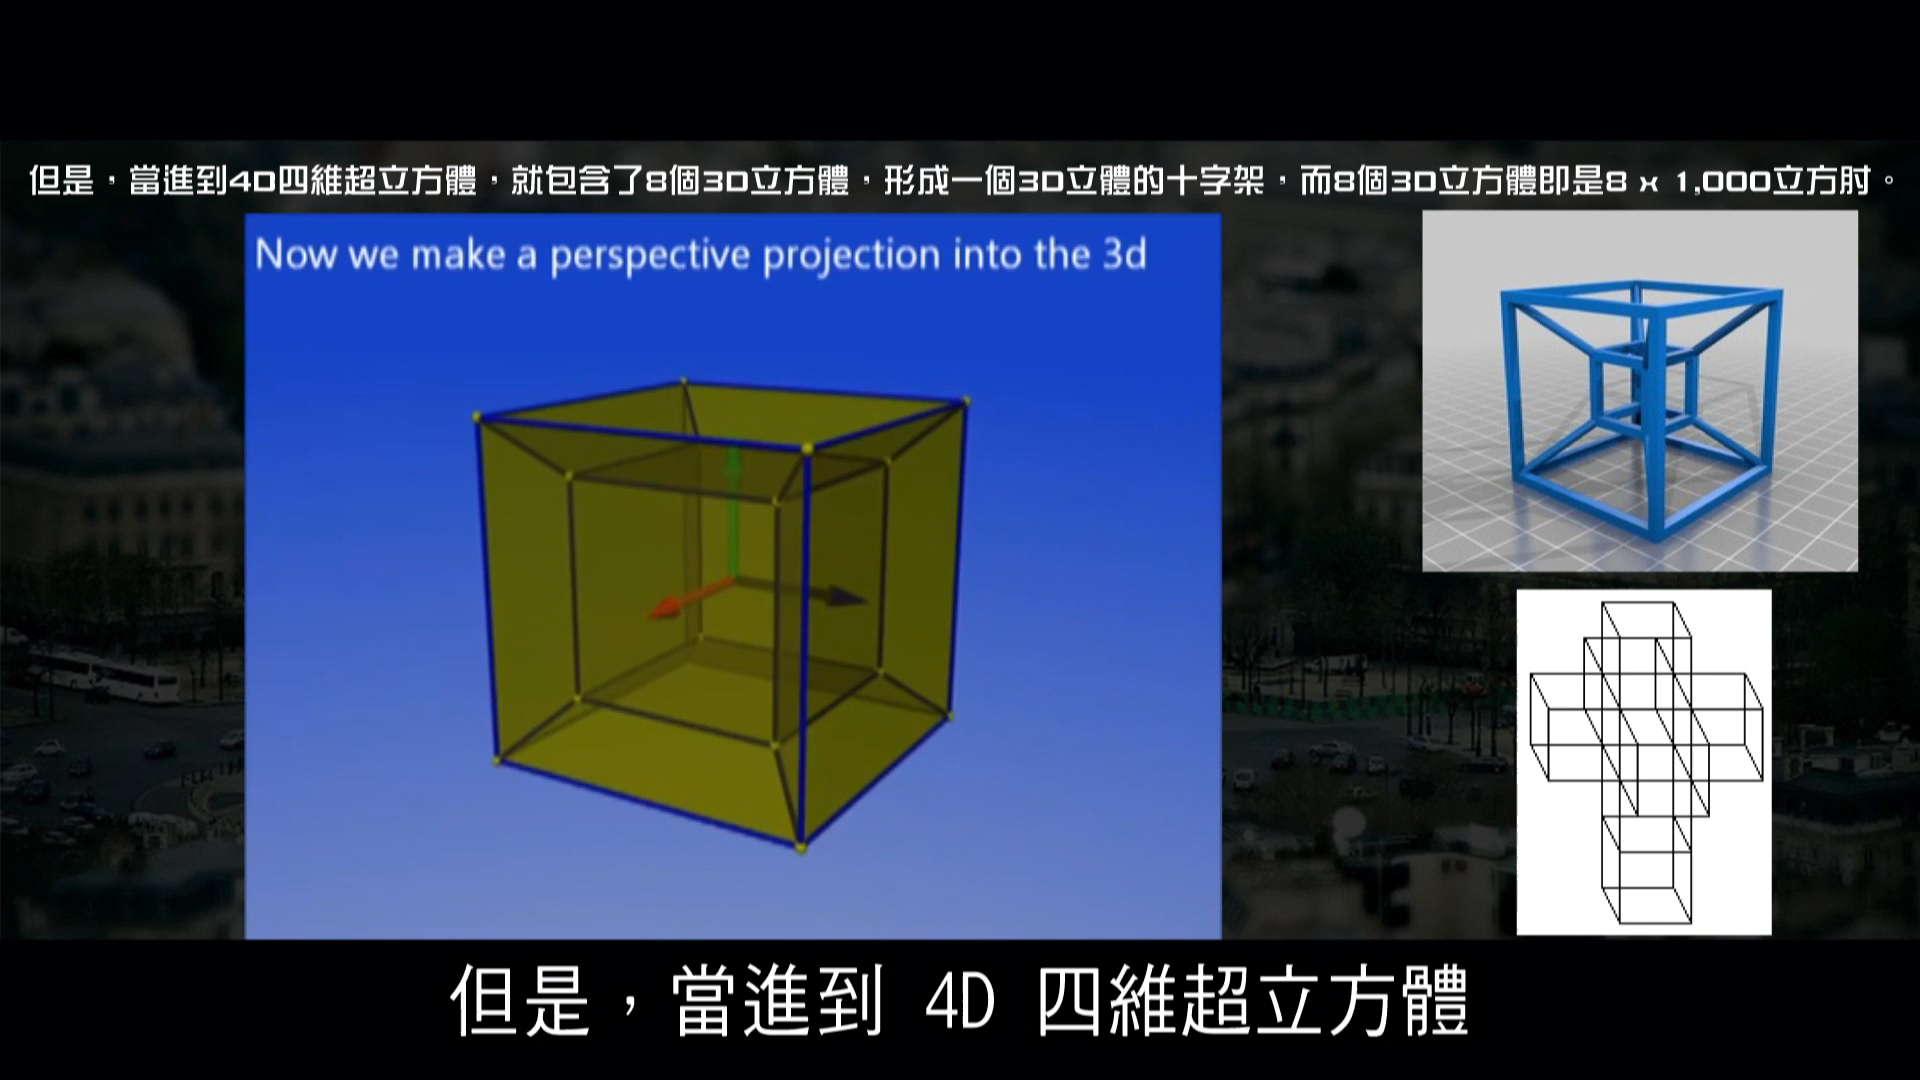 但是，當進到4D四維超立方體，就包含了8個3D立方體，形成一個3D立體的十字架，而8個3D立方體即是8 x 1,000立方肘。
Now we make a perspective projection into the 3d
但是，當進到 4D 四維超立方體